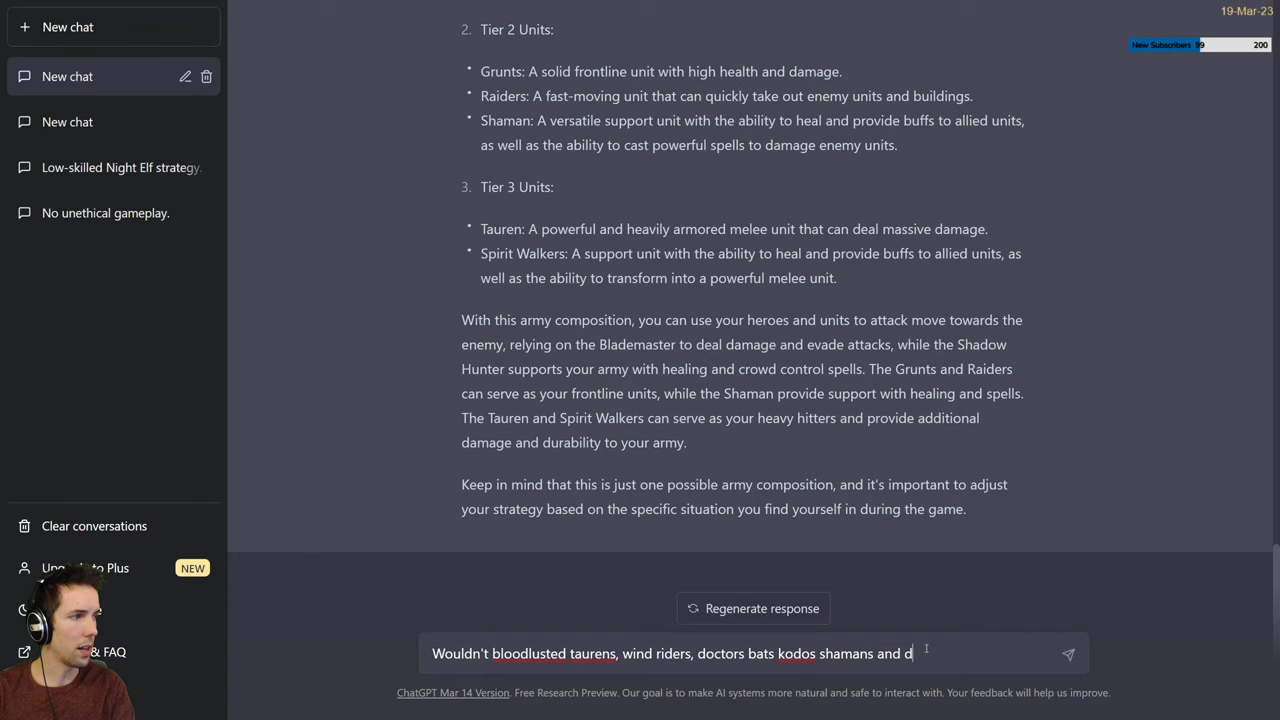 New chat
New chat
New chat
Low-skilled Night Elf strategy.
No unethical gameplay.
Clear conversations
to Plus
NEW
& FAQ
2. Tier 2 Units:
• Grunts: A solid frontline unit with high health and damage.
• Raiders: A fast-moving unit that can quickly take out enemy units and buildings.
• Shaman: A versatile support unit with the ability to heal and provide buffs to allied units,
as well as the ability to cast powerful spells to damage enemy units.
3. Tier 3 Units:
• Tauren: A powerful and heavily armored melee unit that can deal massive damage.
• Spirit Walkers: A support unit with the ability to heal and provide buffs to allied units, as
well as the ability to transform into a powerful melee unit.
With this army composition, you can use your heroes and units to attack move towards the
enemy, relying on the Blademaster to deal damage and evade attacks, while the Shadow
Hunter supports your army with healing and crowd control spells. The Grunts and Raiders
can serve as your frontline units, while the Shaman provide support with healing and spells.
The Tauren and Spirit Walkers can serve as your heavy hitters and provide additional
damage and durability to your army.
Keep in mind that this is just one possible army composition, and it's important to adjust
your strategy based on the specific situation you find yourself in during the game.
Regenerate response
Wouldn't bloodlusted taurens, wind riders, doctors bats kodos shamans and d
ChatGPT Mar 14 Version. Free Research Preview. Our goal is to make AI systems more natural and safe to interact with. Your feedback will help us improve.
19-Mar-23
New Subscribers 99 200